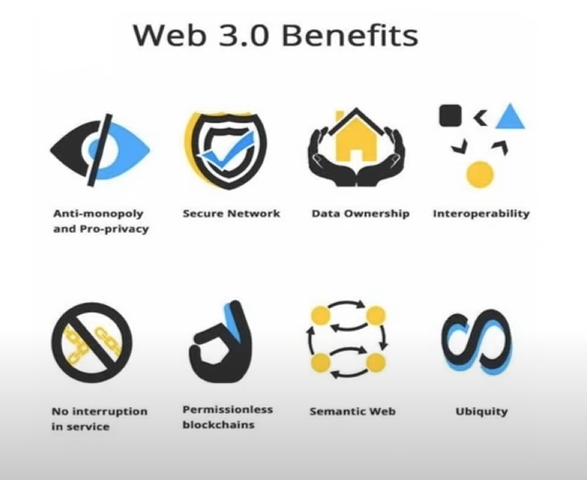 Web 3.0 Benefits
Anti-monopoly
and Pro-privacy
Secure Network
Data Ownership
Interoperability
No interruption
in service
Permissionless
blockchains
Semantic Web
Ubiquity